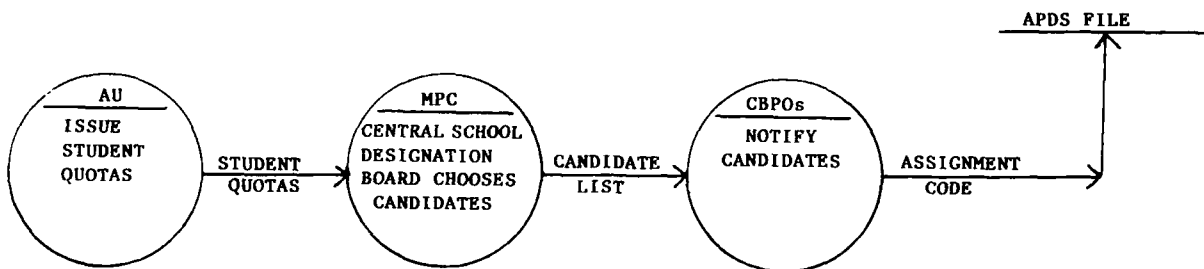 APDS FILE
AU
ISSUE
STUDENT
QUOTAS
STUDENT
QUOTAS
MPC
CENTRAL SCHOOL
DESIGNATION
BOARD CHOOSES
CANDIDATES
CANDIDATE
LIST
CBPOs
NOTIFY
CANDIDATES
ASSIGNMENT
CODE